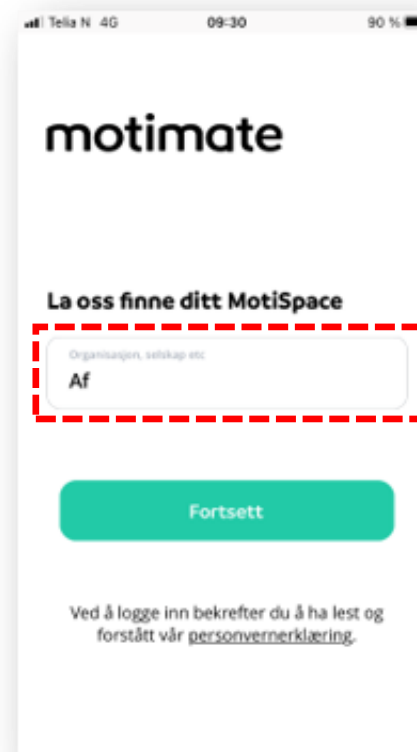 Telia N 4G 09:30 90 %
motimate
La oss finne ditt MotiSpace
Organisasjon, selskap etc
Af
Fortsett
Ved å logge inn bekrefter du å ha lest og
forstått vår personvernerklæring.